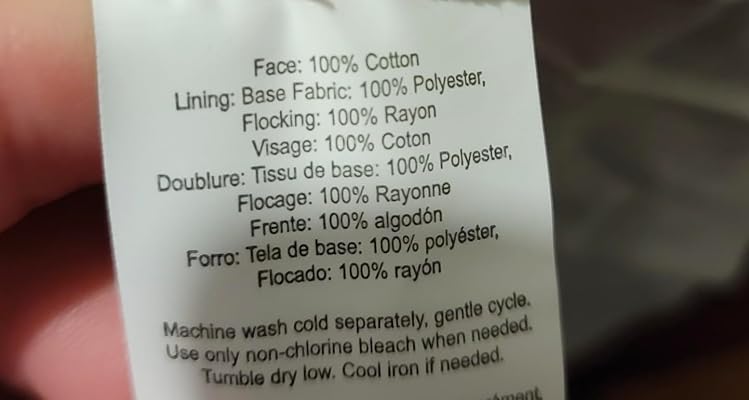 Face: 100% Cotton
Lining: Base Fabric: 100% Polyester,
Flocking: 100% Rayon
Visage: 100% Coton
Doublure: Tissu de base: 100% Polyester,
Flocage: 100% Rayonne
Frente: 100% algodón
Forro: Tela de base: 100% polyéster,
Flocado: 100% rayón
Machine wash cold separately, gentle cycle.
Use only non-chlorine bleach when needed.
Tumble dry low. Cool iron if needed.